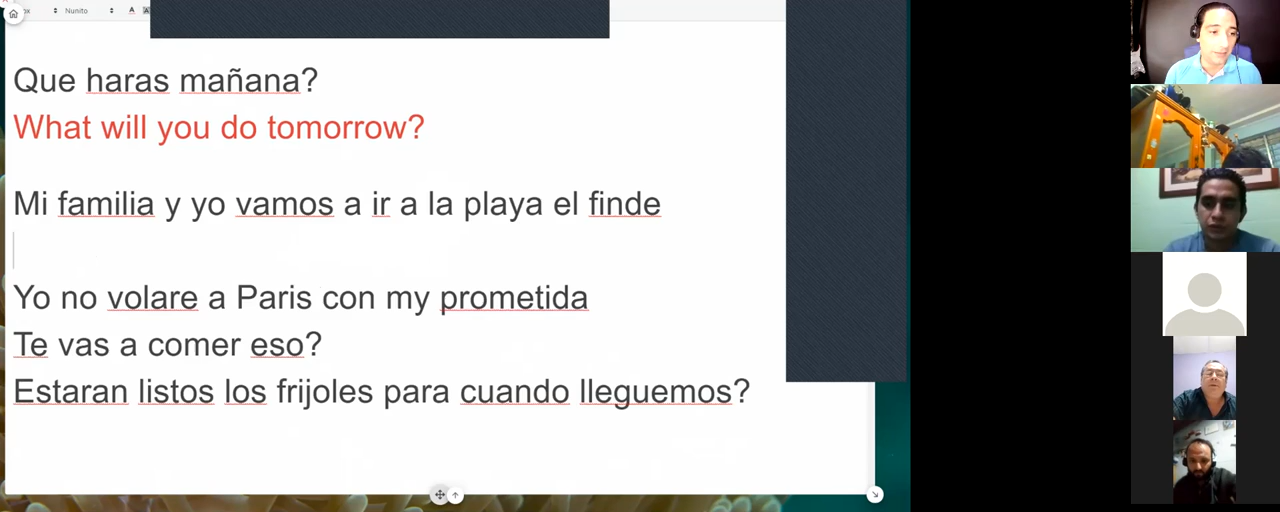 Nunito
Que haras mañana?
What will you do tomorrow?
Mi familia y yo vamos a ir a la playa el finde
Yo no volare a Paris con my prometida
Te vas a comer eso?
Estaran listos los frijoles para cuando lleguemos?